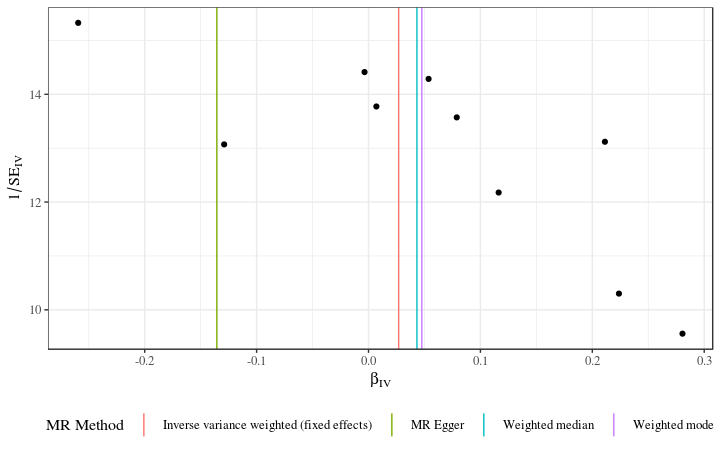 14
12
10
1/SE_IV
-0.2 -0.1 0.0 0.1 0.2 0.3
β_IV
MR Method Inverse variance weighted (fixed effects) MR Egger Weighted median Weighted mode